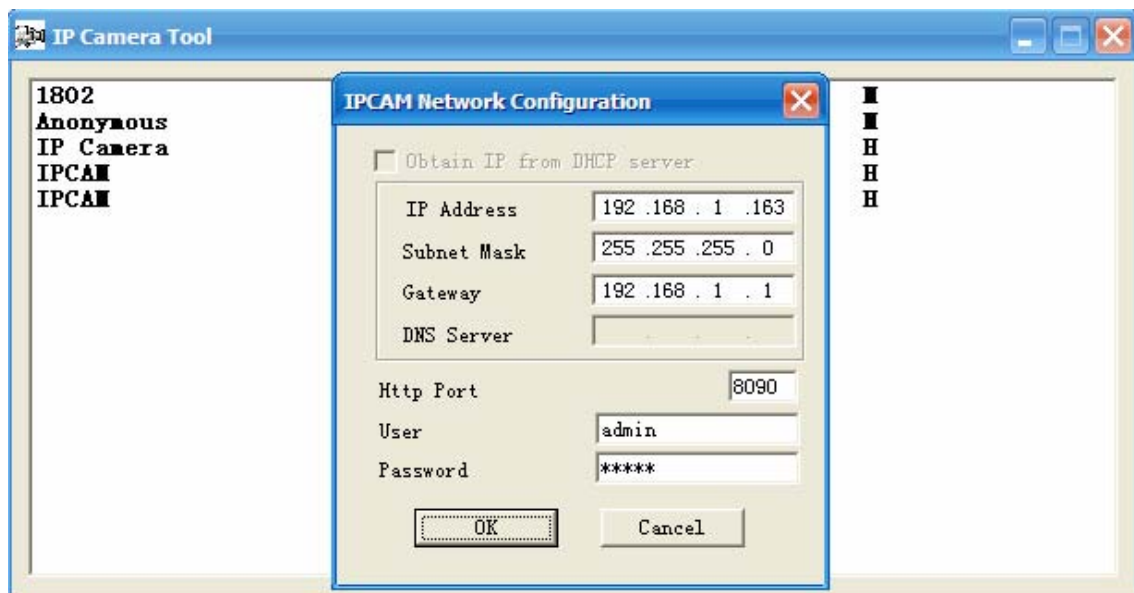 IP Camera Tool
1802
Anonymous
IP Camera
IPCAM
IPCAM
IPCAM Network Configuration
Obtain IP from DHCP server
IP Address 192 .168 . 1 .163
Subnet Mask 255 .255 .255 . 0
Gateway 192 .168 . 1 . 1
DNS Server . . .
Http Port 8090
User admin
Password *****
OK Cancel
H
H
H